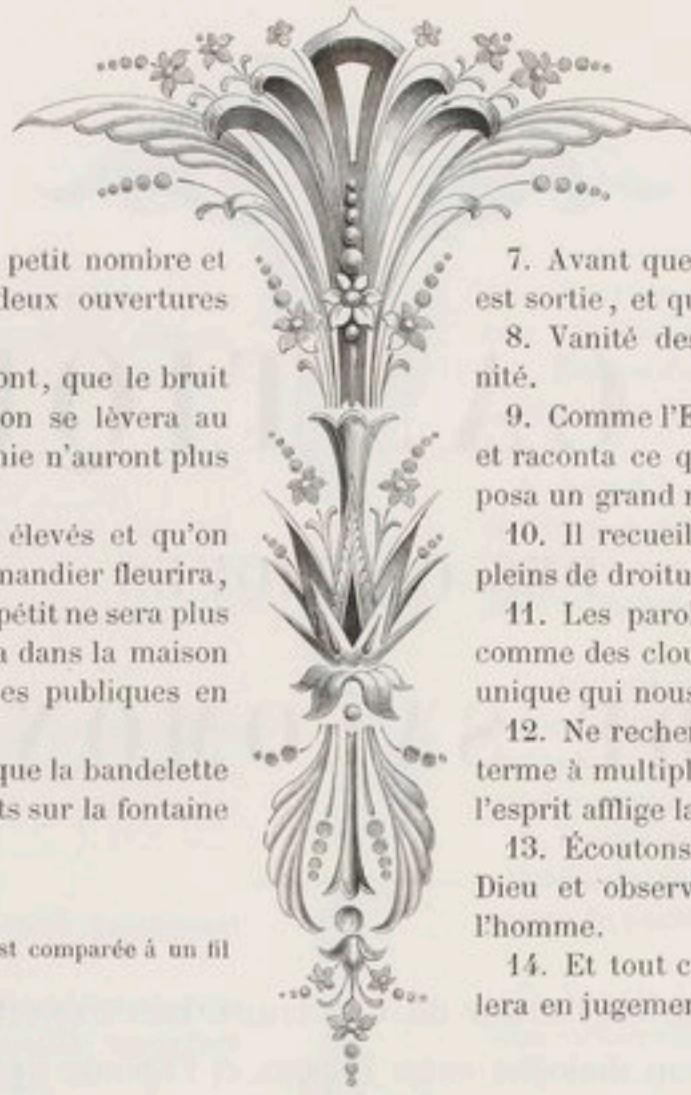 petit nombre et
deux ouvertures
ont, que le bruit
on se lèvera au
nie n'auront plus
élevés et qu'on
mandier fleurira,
pétit ne sera plus
a dans la maison
es publiques en
que la bandelette
ts sur la fontaine
st comparée à un fil
7. Avant que
est sortie, et qu
8. Vanité des
nité.
9. Comme l'E
et raconta ce q
posa un grand
10. Il recueil
pleins de droitu
11. Les paro
comme des clou
unique qui nous
12. Ne recher
terme à multipl
l'esprit afflige la
13. Écoutons
Dieu et observ
l'homme.
14. Et tout c
lera en jugemen